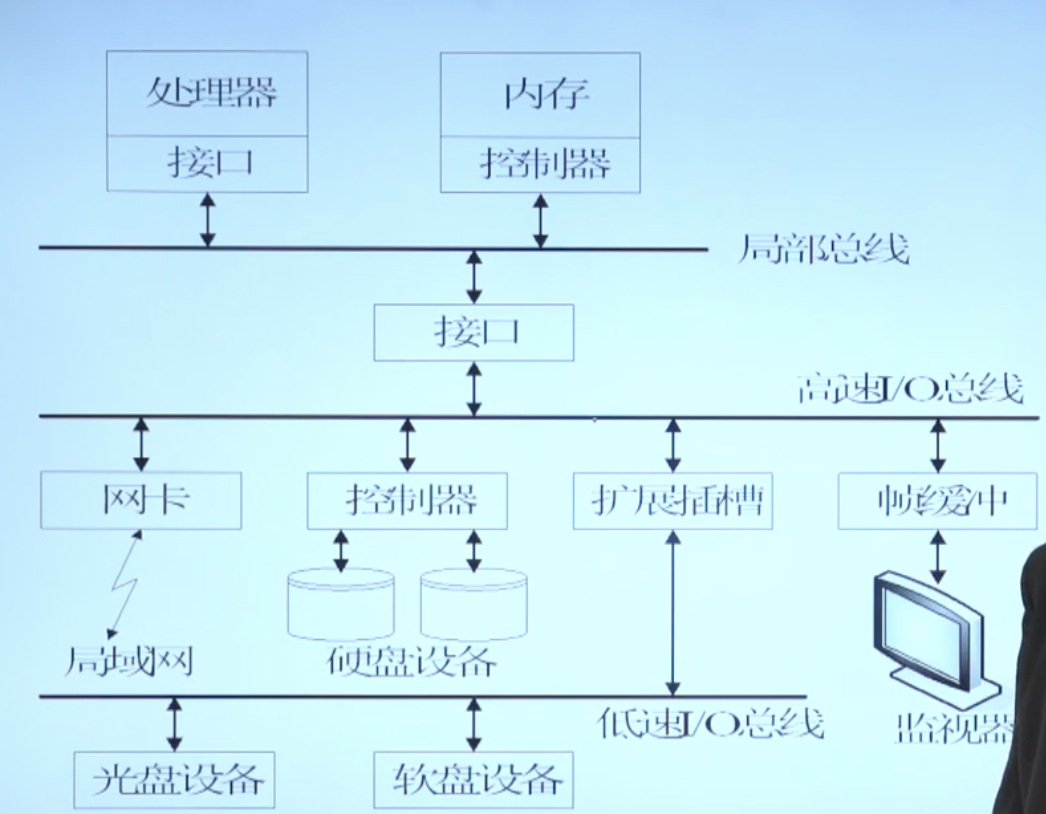 处理器
内存
接口
控制器
局部总线
接口
高速I/O总线
网卡
控制器
扩展插槽
帧缓冲
局域网
硬盘设备
低速I/O总线
监视器
光盘设备
软盘设备